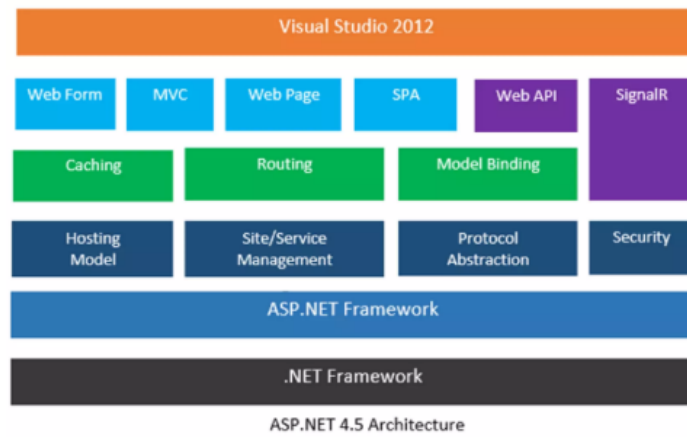 Visual Studio 2012
Web Form
MVC
Web Page
SPA
Web API
SignalR
Caching
Routing
Model Binding
Hosting
Model
Site/Service
Management
Protocol
Abstraction
Security
ASP.NET Framework
.NET Framework
ASP.NET 4.5 Architecture